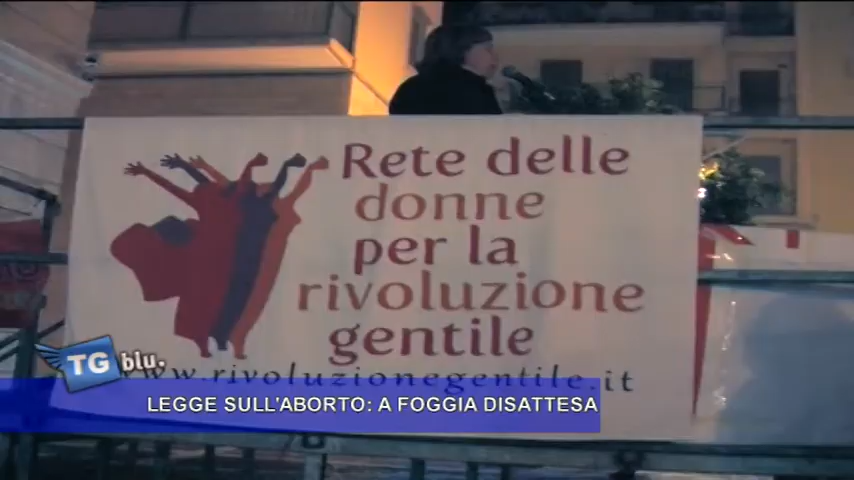 Rete delle
donne
per la
rivoluzione
gentile
www.rivoluzionegentile.it
TG blu.
LEGGE SULL'ABORTO: A FOGGIA DISATTESA